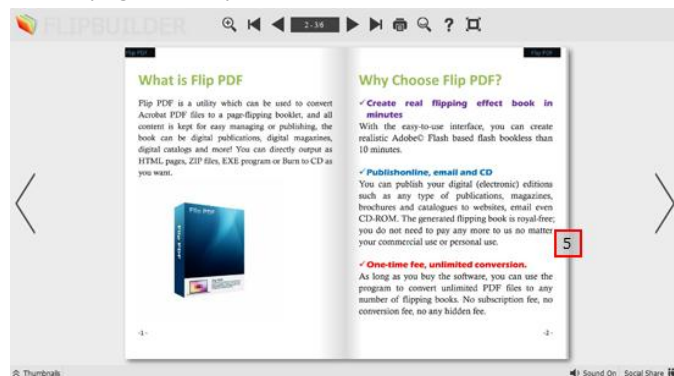 FLIPBUILDER
2 - 3/6
Flip PDF
What is Flip PDF
Flip PDF is a utility which can be used to convert
Acrobat PDF files to a page-flipping booklet, and all
content is kept for easy managing or publishing, the
book can be digital publications, digital magazines,
digital catalogs and more! You can directly output as
HTML pages, ZIP files, EXE program or Burn to CD as
you want.
Flip PDF
-1-
Flip PDF
Why Choose Flip PDF?
✓Create real flipping effect book in
minutes
With the easy-to-use interface, you can create
realistic Adobe© Flash based flash bookless than
10 minutes.
✓Publishonline, email and CD
You can publish your digital (electronic) editions
such as any type of publications, magazines,
brochures and catalogues to websites, email even
CD-ROM. The generated flipping book is royal-free;
you do not need to pay any more to us no matter
your commercial use or personal use.
5
✓One-time fee, unlimited conversion.
As long as you buy the software, you can use the
program to convert unlimited PDF files to any
number of flipping books. No subscription fee, no
conversion fee, no any hidden fee.
-2-
Thumbnails
Sound On
Social Share